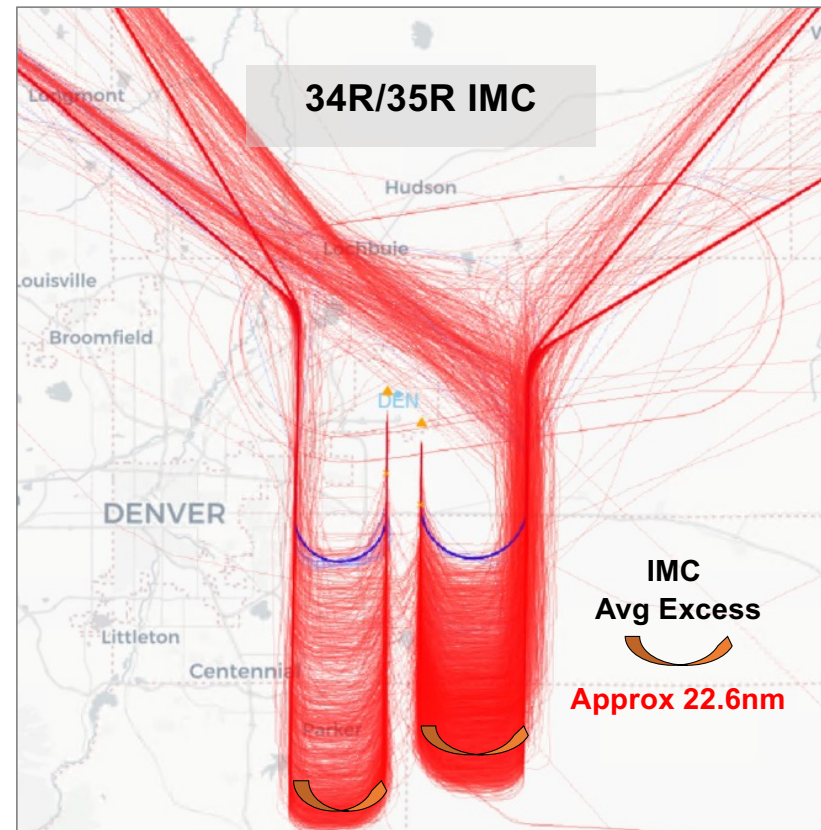 34R/35R IMC
Longmont
Hudson
Lochbuie
Louisville
Broomfield
DEN
DENVER
IMC
Avg Excess
Littleton
Centennial
Approx 22.6nm
Parker